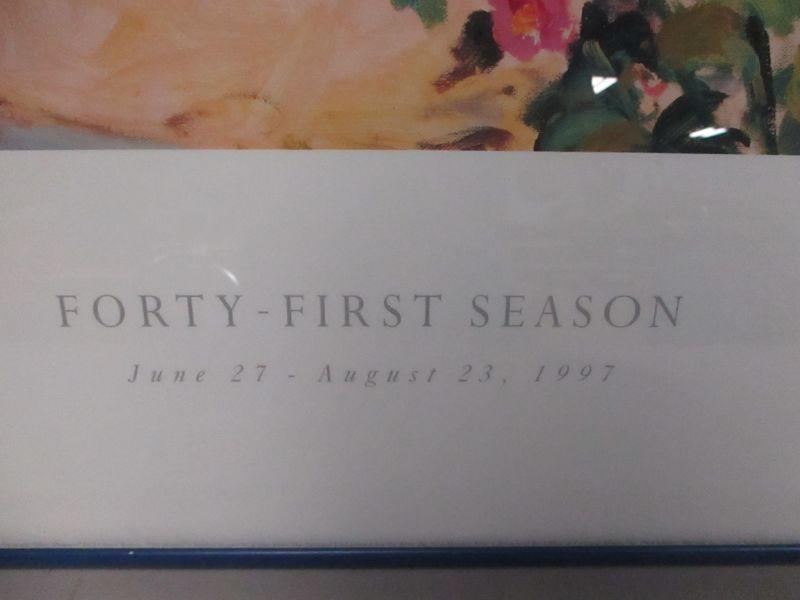 FORTY-FIRST SEASON
June 27 - August 23, 1997